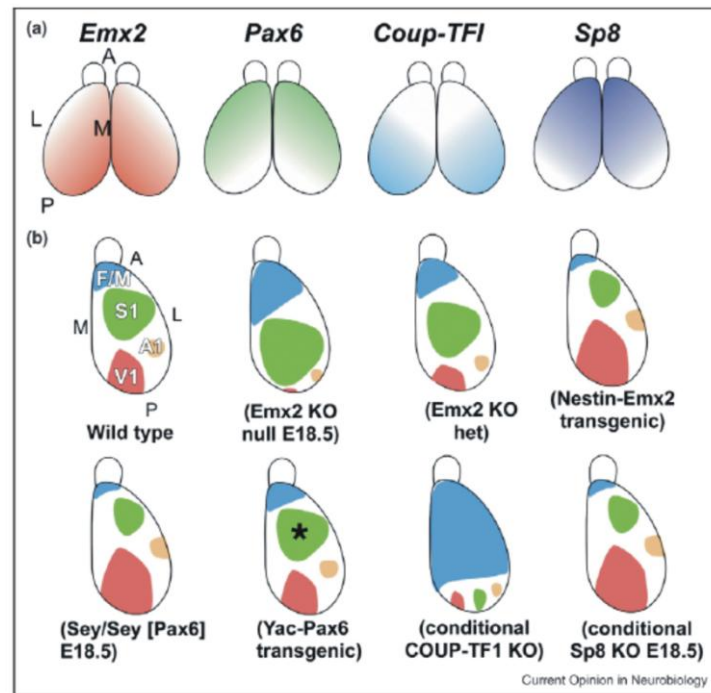 (a) Emx2 Pax6 Coup-TFI Sp8
A
L
M
P
(b)
A
F/M
S1
M
L
A1
V1
P
Wild type
(Emx2 KO
null E18.5)
(Emx2 KO
het)
(Nestin-Emx2
transgenic)
*
(Sey/Sey [Pax6]
E18.5)
(Yac-Pax6
transgenic)
(conditional
COUP-TF1 KO)
(conditional
Sp8 KO E18.5)
Current Opinion in Neurobiology